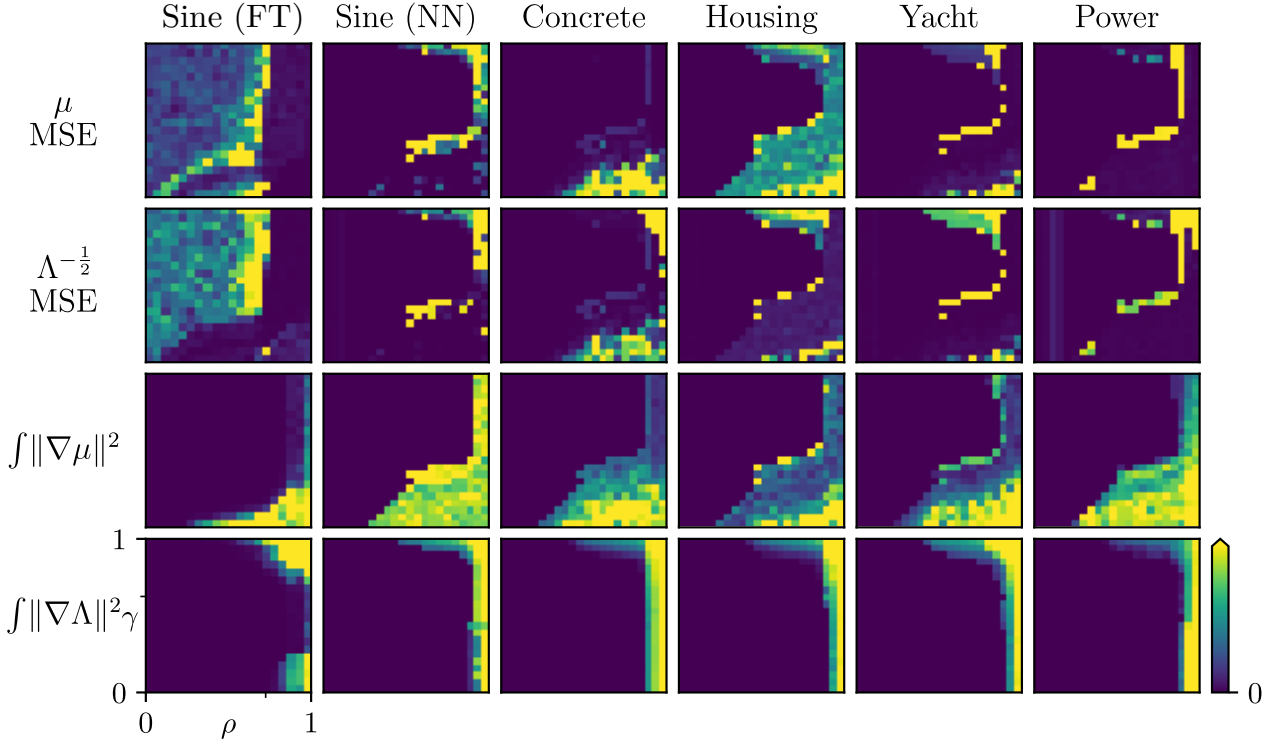 Sine (FT) Sine (NN) Concrete Housing Yacht Power
μ
MSE
Λ^{-1/2}
MSE
∫‖∇μ‖²
1
∫‖∇Λ‖²γ
0
0 ρ 1
0